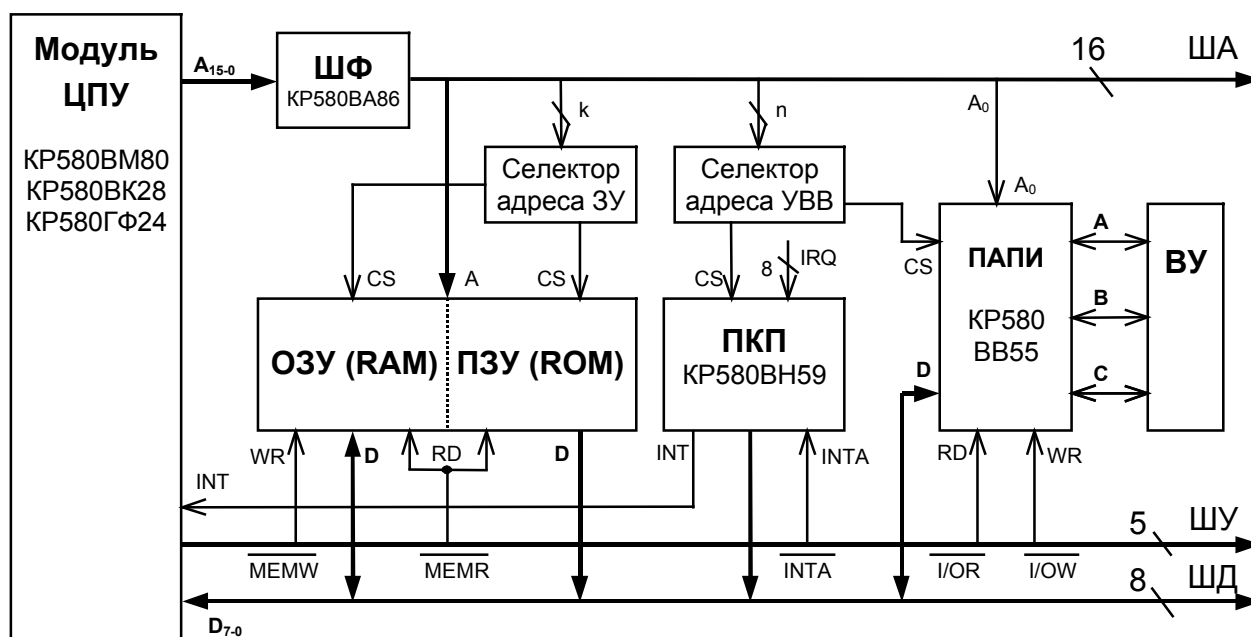 Модуль
ЦПУ
КР580ВМ80
КР580ВК28
КР580ГФ24
A15-0
ШФ
КР580ВА86
16
ША
k
n
A0
Селектор
адреса ЗУ
Селектор
адреса УВВ
A0
CS
A
CS
CS
8
IRQ
CS
ПАПИ
КР580
ВВ55
A
B
C
ВУ
ОЗУ (RAM)
ПЗУ (ROM)
ПКП
КР580ВН59
D
WR
D
RD
D
INT
INTA
RD
WR
INT
5
ШУ
MEMW
MEMR
INTA
I/OR
I/OW
8
ШД
D7-0